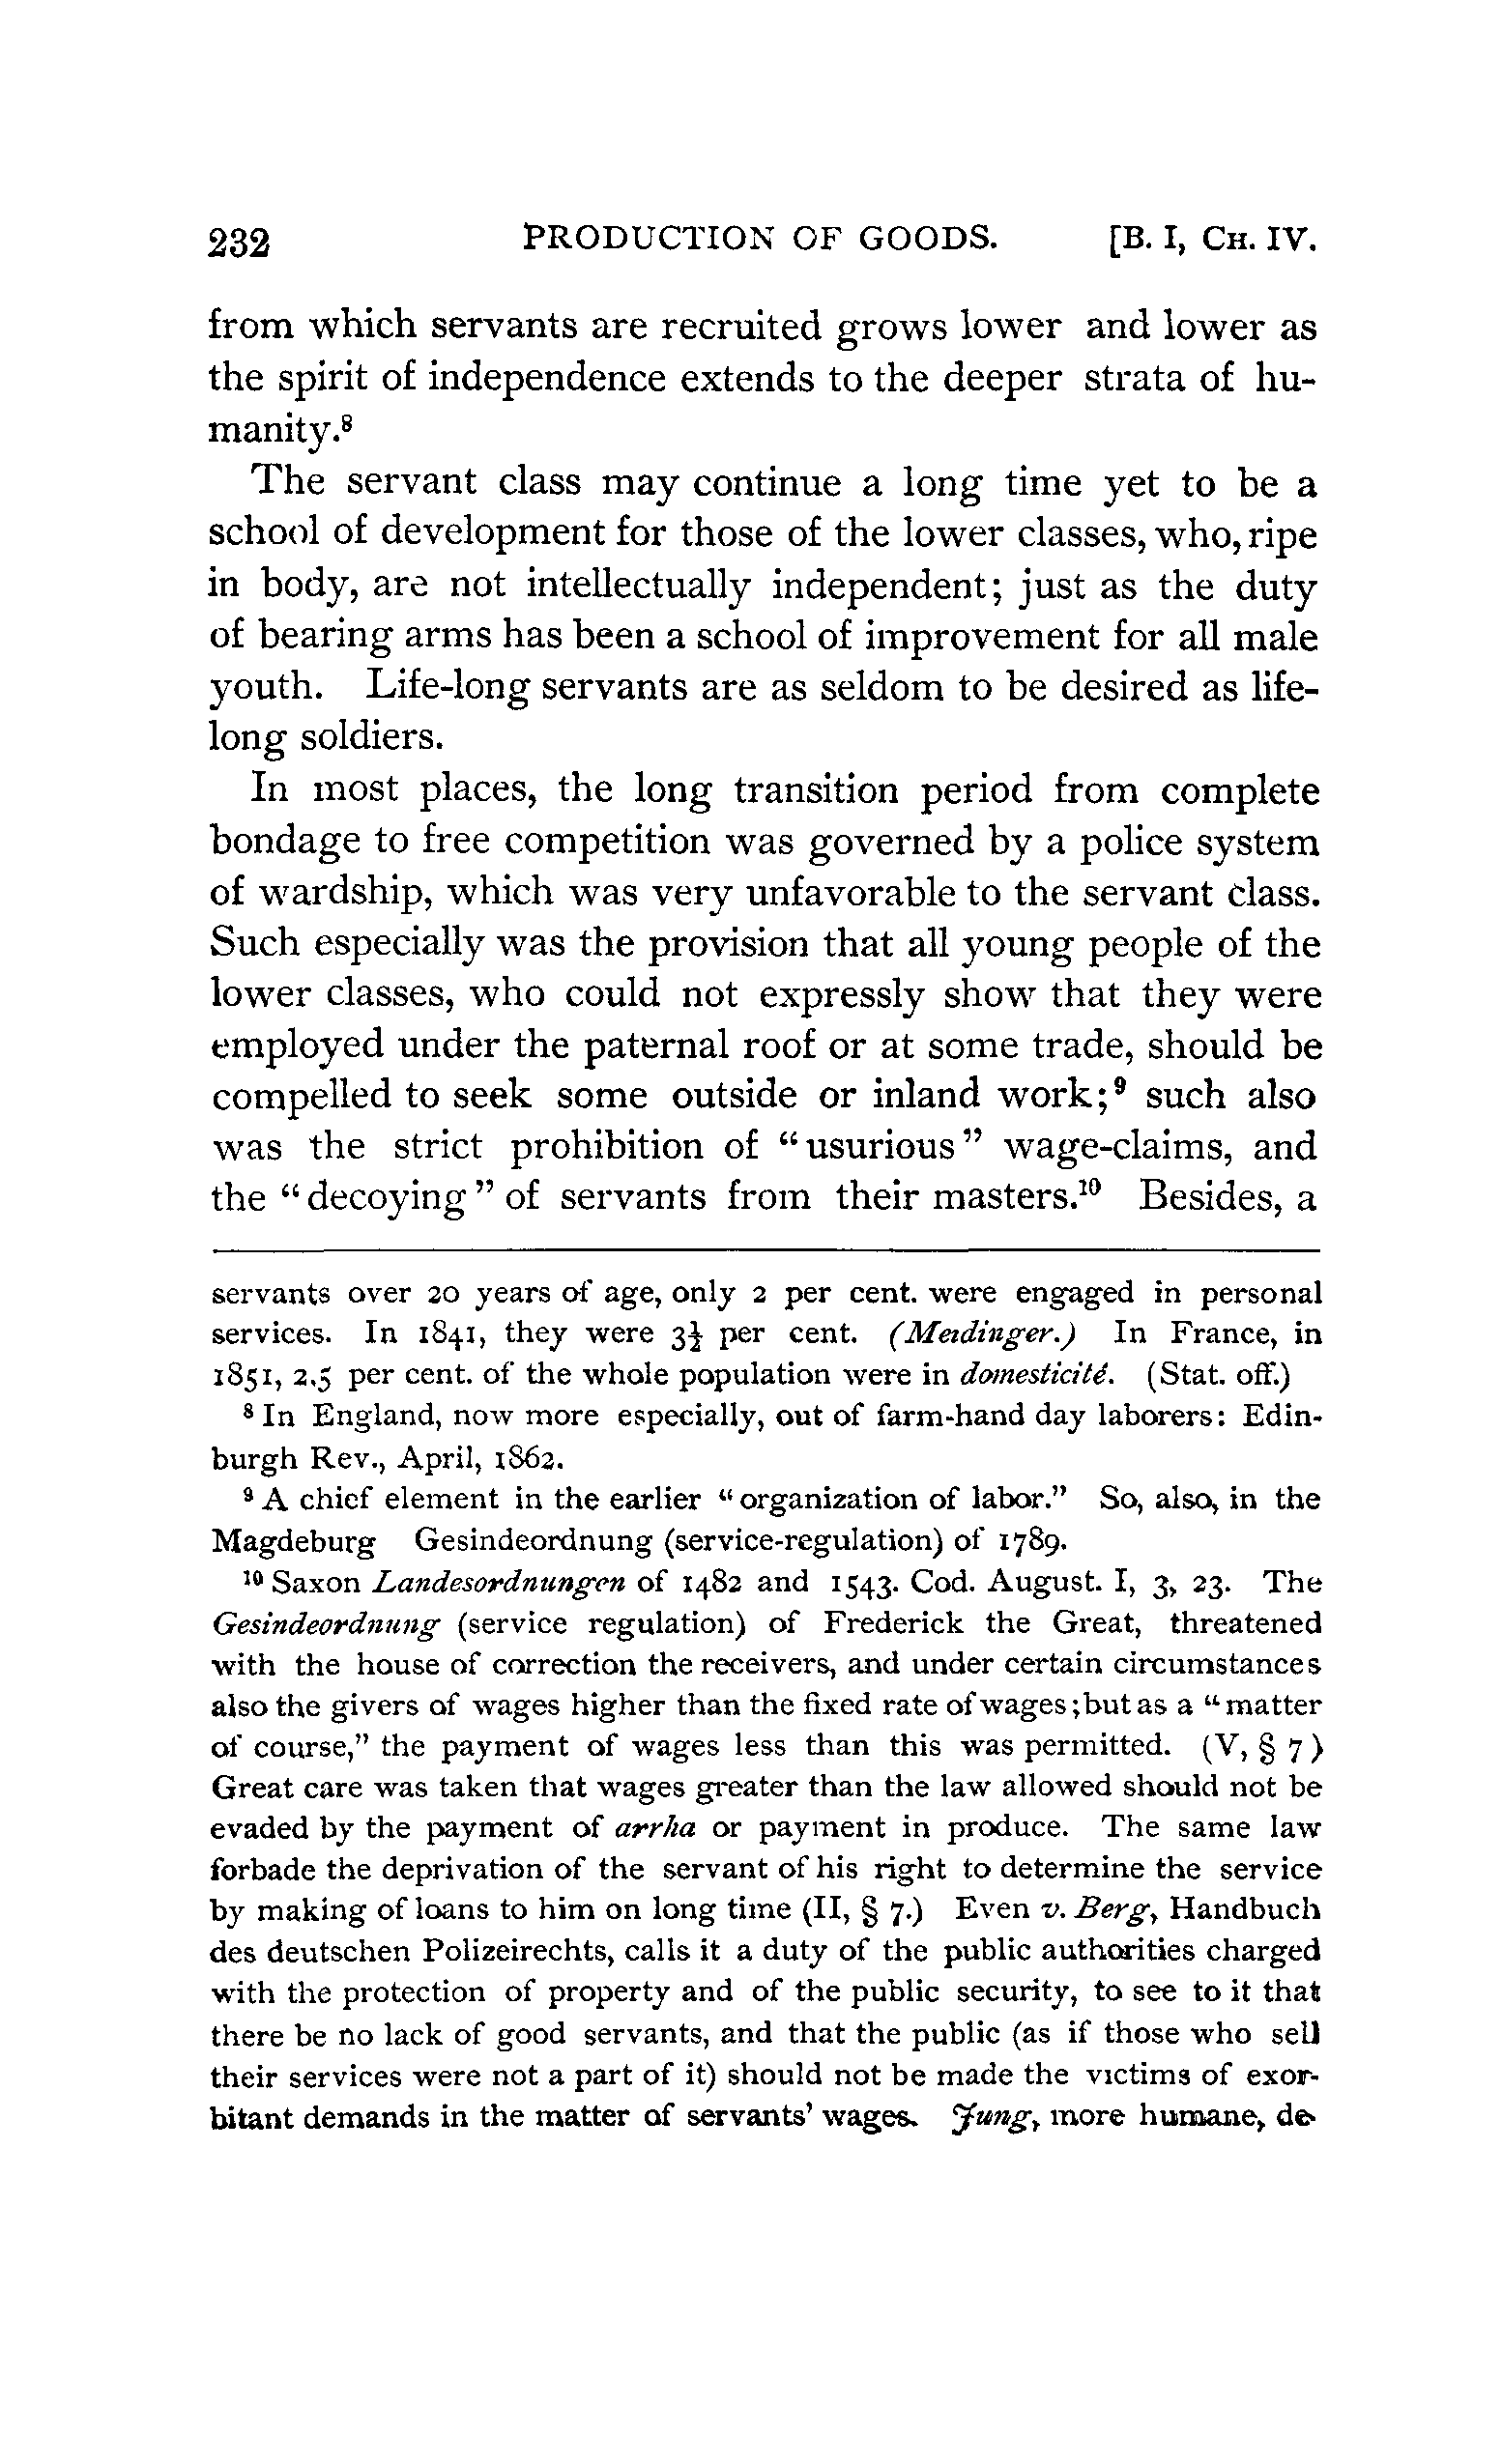 232 PRODUCTION OF GOODS. [B. I, CH. IV.
from which servants are recruited grows lower and lower as
the spirit of independence extends to the deeper strata of hu-
manity.⁸
The servant class may continue a long time yet to be a
school of development for those of the lower classes, who, ripe
in body, are not intellectually independent; just as the duty
of bearing arms has been a school of improvement for all male
youth. Life-long servants are as seldom to be desired as life-
long soldiers.
In most places, the long transition period from complete
bondage to free competition was governed by a police system
of wardship, which was very unfavorable to the servant class.
Such especially was the provision that all young people of the
lower classes, who could not expressly show that they were
employed under the paternal roof or at some trade, should be
compelled to seek some outside or inland work;⁹ such also
was the strict prohibition of “usurious” wage-claims, and
the “decoying” of servants from their masters.¹⁰ Besides, a
servants over 20 years of age, only 2 per cent. were engaged in personal
services. In 1841, they were 3½ per cent. (Meidinger.) In France, in
1851, 2.5 per cent. of the whole population were in domesticité. (Stat. off.)
⁸ In England, now more especially, out of farm-hand day laborers: Edin-
burgh Rev., April, 1862.
⁹ A chief element in the earlier “organization of labor.” So, also, in the
Magdeburg Gesindeordnung (service-regulation) of 1789.
¹⁰ Saxon Landesordnungen of 1482 and 1543. Cod. August. I, 3, 23. The
Gesindeordnung (service regulation) of Frederick the Great, threatened
with the house of correction the receivers, and under certain circumstances
also the givers of wages higher than the fixed rate of wages; but as a “matter
of course,” the payment of wages less than this was permitted. (V, § 7)
Great care was taken that wages greater than the law allowed should not be
evaded by the payment of arrha or payment in produce. The same law
forbade the deprivation of the servant of his right to determine the service
by making of loans to him on long time (II, § 7.) Even v. Berg, Handbuch
des deutschen Polizeirechts, calls it a duty of the public authorities charged
with the protection of property and of the public security, to see to it that
there be no lack of good servants, and that the public (as if those who sell
their services were not a part of it) should not be made the victims of exor-
bitant demands in the matter of servants’ wages. Jung, more humane, de-